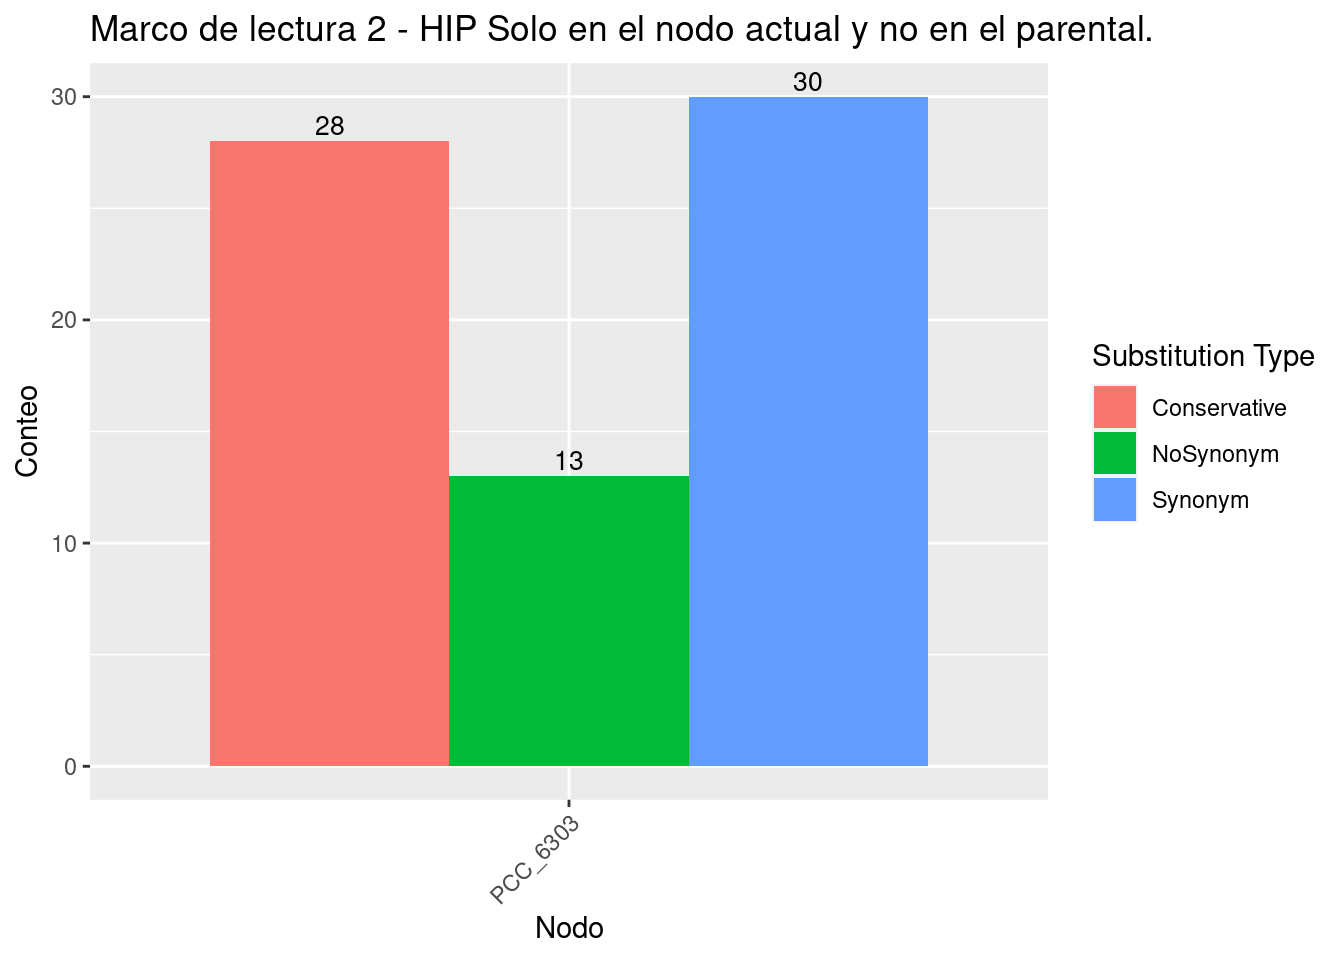 Marco de lectura 2 - HIP Solo en el nodo actual y no en el parental.
30
28
13
30
20
10
0
Conteo
PCC_6303
Nodo
Substitution Type
Conservative
NoSynonym
Synonym